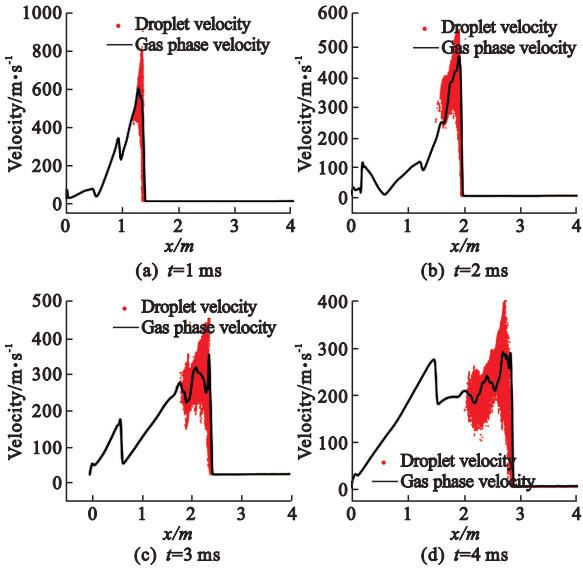 1000
800
600
400
200
0
Velocity/m·s⁻¹
Droplet velocity
Gas phase velocity
0 1 2 3 4
x/m
(a) t=1 ms
600
500
400
300
200
100
0
Velocity/m·s⁻¹
Droplet velocity
Gas phase velocity
0 1 2 3 4
x/m
(b) t=2 ms
500
400
300
200
100
0
Velocity/m·s⁻¹
Droplet velocity
Gas phase velocity
0 1 2 3 4
x/m
(c) t=3 ms
400
300
200
100
0
Velocity/m·s⁻¹
Droplet velocity
Gas phase velocity
0 1 2 3 4
x/m
(d) t=4 ms